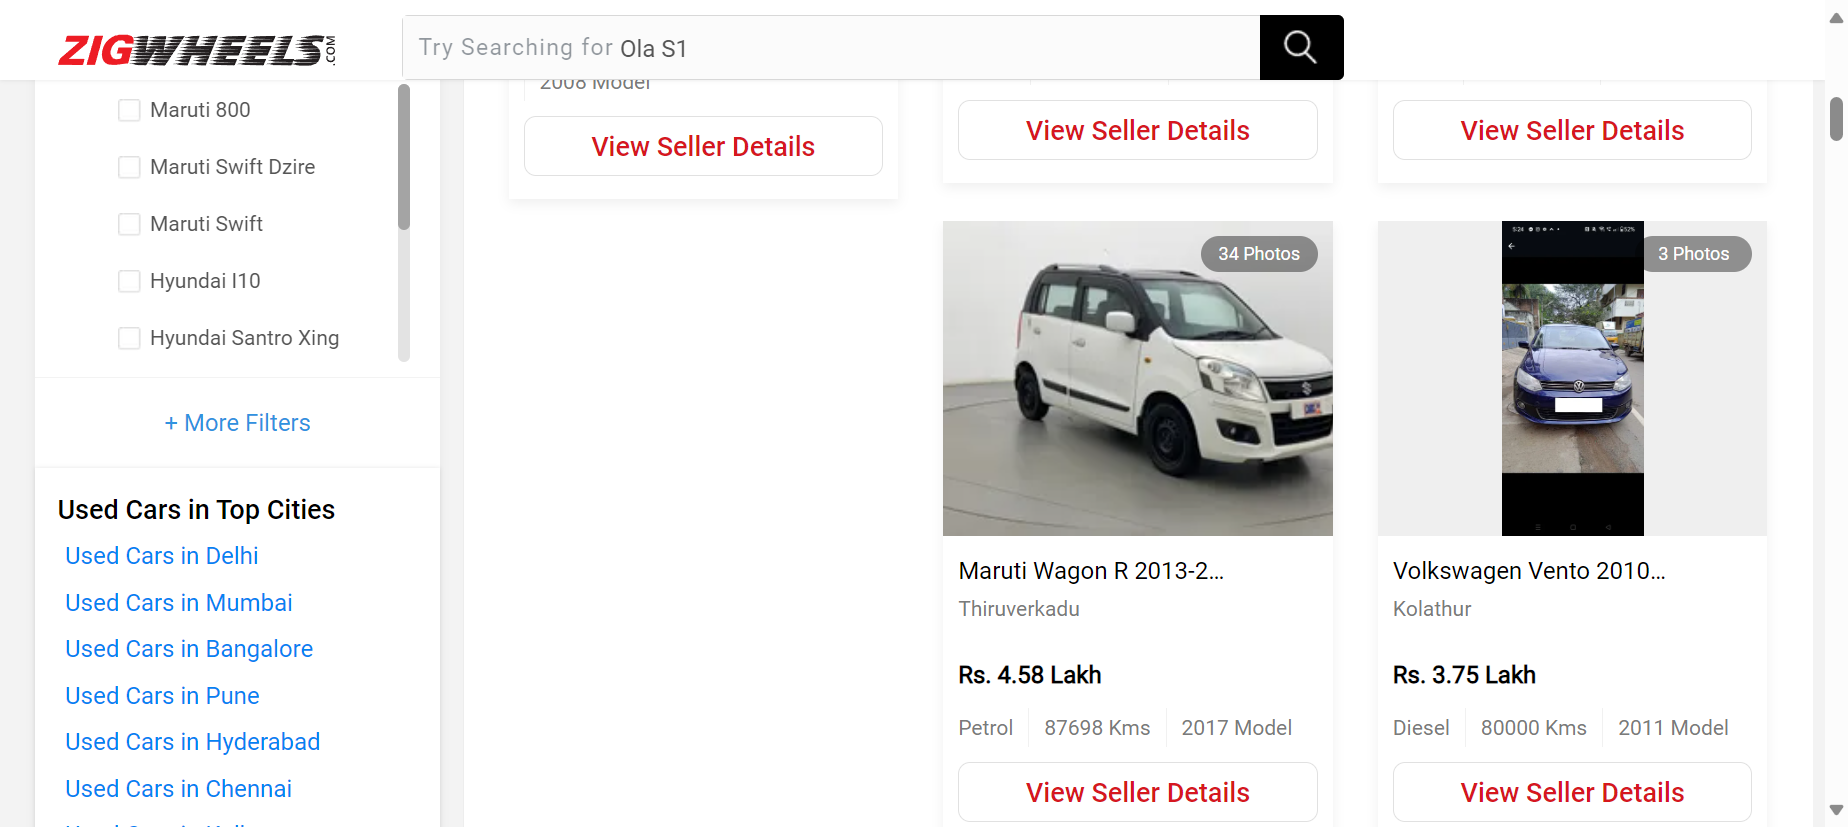 ZIGWHEELS.COM
Try Searching for Ola S1
Maruti 800
Maruti Swift Dzire
Maruti Swift
Hyundai I10
Hyundai Santro Xing
+ More Filters
Used Cars in Top Cities
Used Cars in Delhi
Used Cars in Mumbai
Used Cars in Bangalore
Used Cars in Pune
Used Cars in Hyderabad
Used Cars in Chennai
2008 Model
View Seller Details
View Seller Details
View Seller Details
34 Photos
Maruti Wagon R 2013-2...
Thiruverkadu
Rs. 4.58 Lakh
Petrol 87698 Kms 2017 Model
View Seller Details
5:24 52%
3 Photos
Volkswagen Vento 2010...
Kolathur
Rs. 3.75 Lakh
Diesel 80000 Kms 2011 Model
View Seller Details